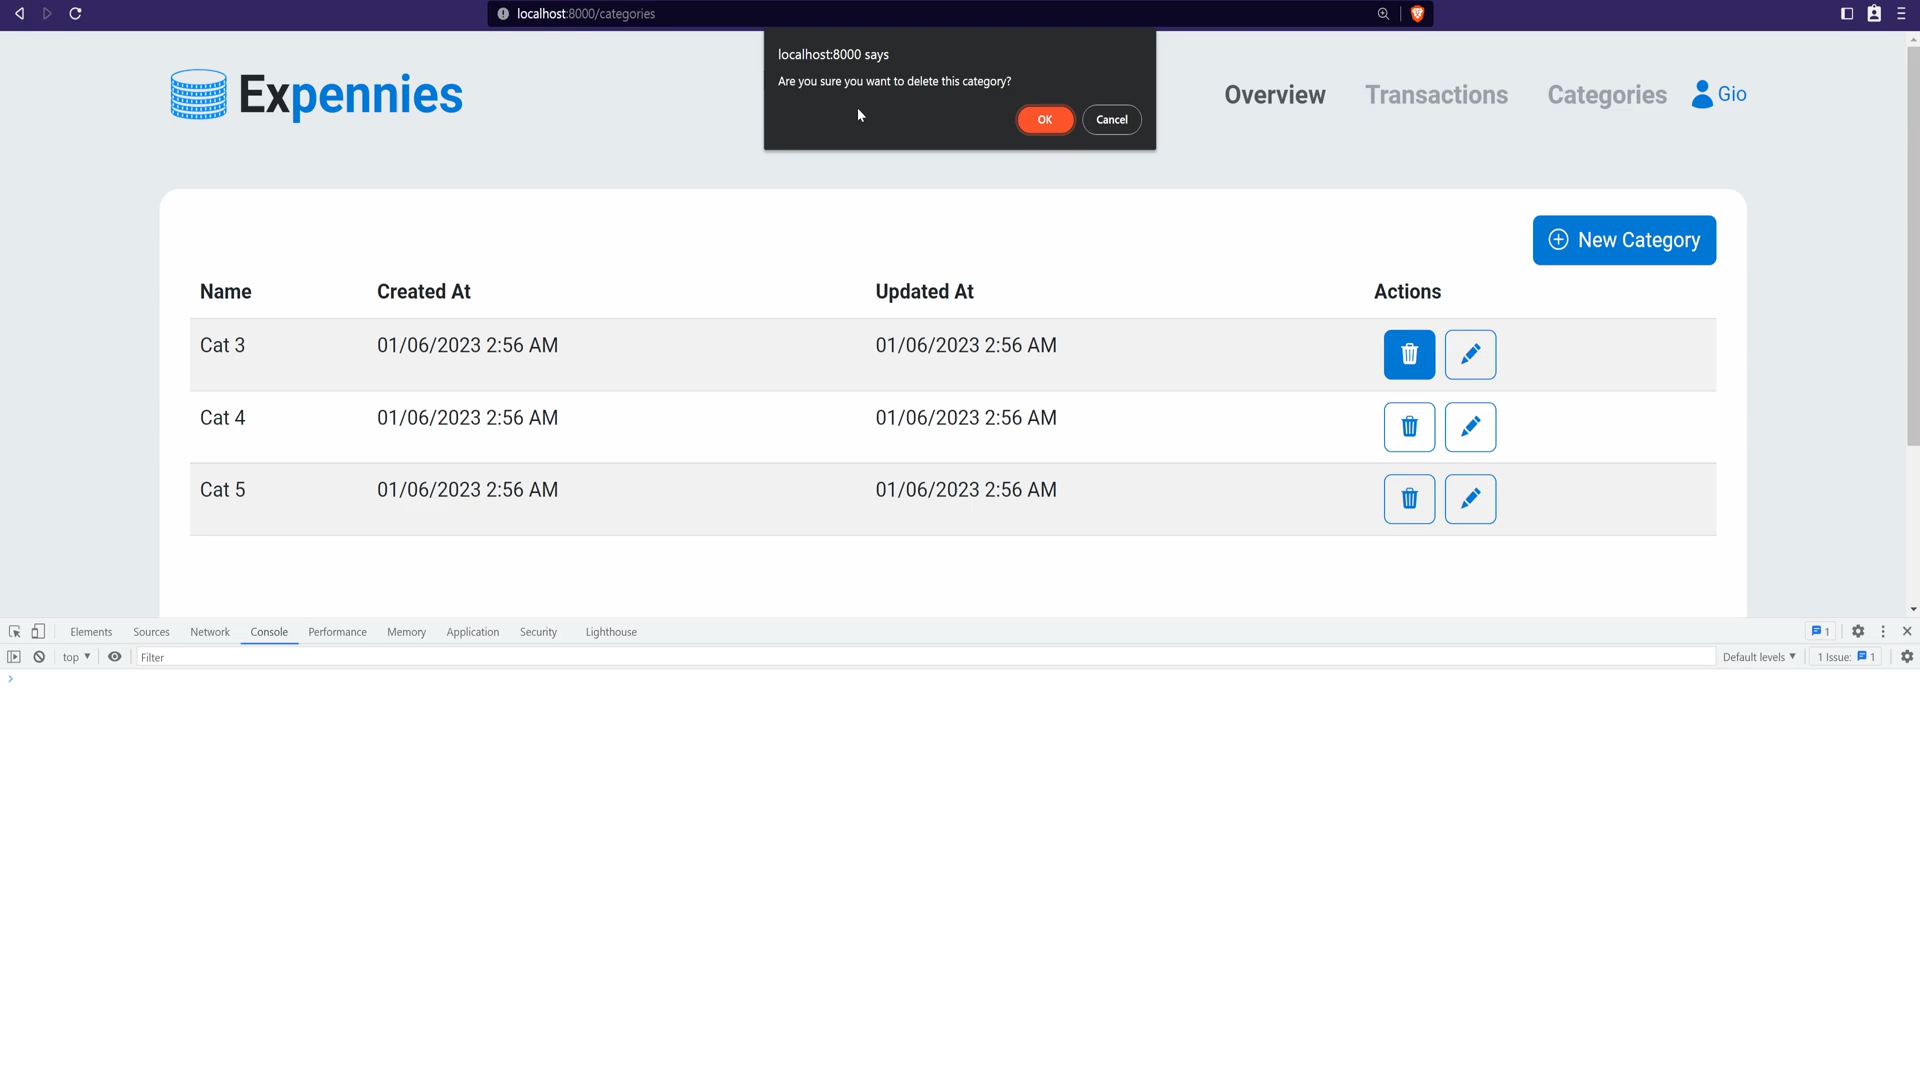 localhost:8000/categories
localhost:8000 says
Are you sure you want to delete this category?
OK Cancel
Expennies
Overview Transactions Categories Gio
New Category
Name Created At Updated At Actions
Cat 3 01/06/2023 2:56 AM 01/06/2023 2:56 AM
Cat 4 01/06/2023 2:56 AM 01/06/2023 2:56 AM
Cat 5 01/06/2023 2:56 AM 01/06/2023 2:56 AM
Elements Sources Network Console Performance Memory Application Security Lighthouse 1
top Filter Default levels 1 Issue: 1